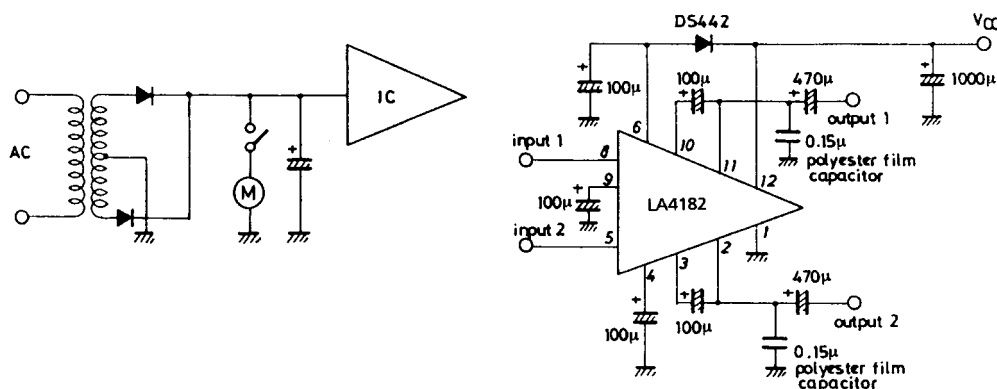 AC
M
IC
DS442
VCC
100μ
100μ
470μ
1000μ
output 1
0.15μ
polyester film
capacitor
6
10
11
12
input 1
8
9
100μ
LA4182
input 2
5
4
3
2
1
100μ
100μ
470μ
output 2
0.15μ
polyester film
capacitor